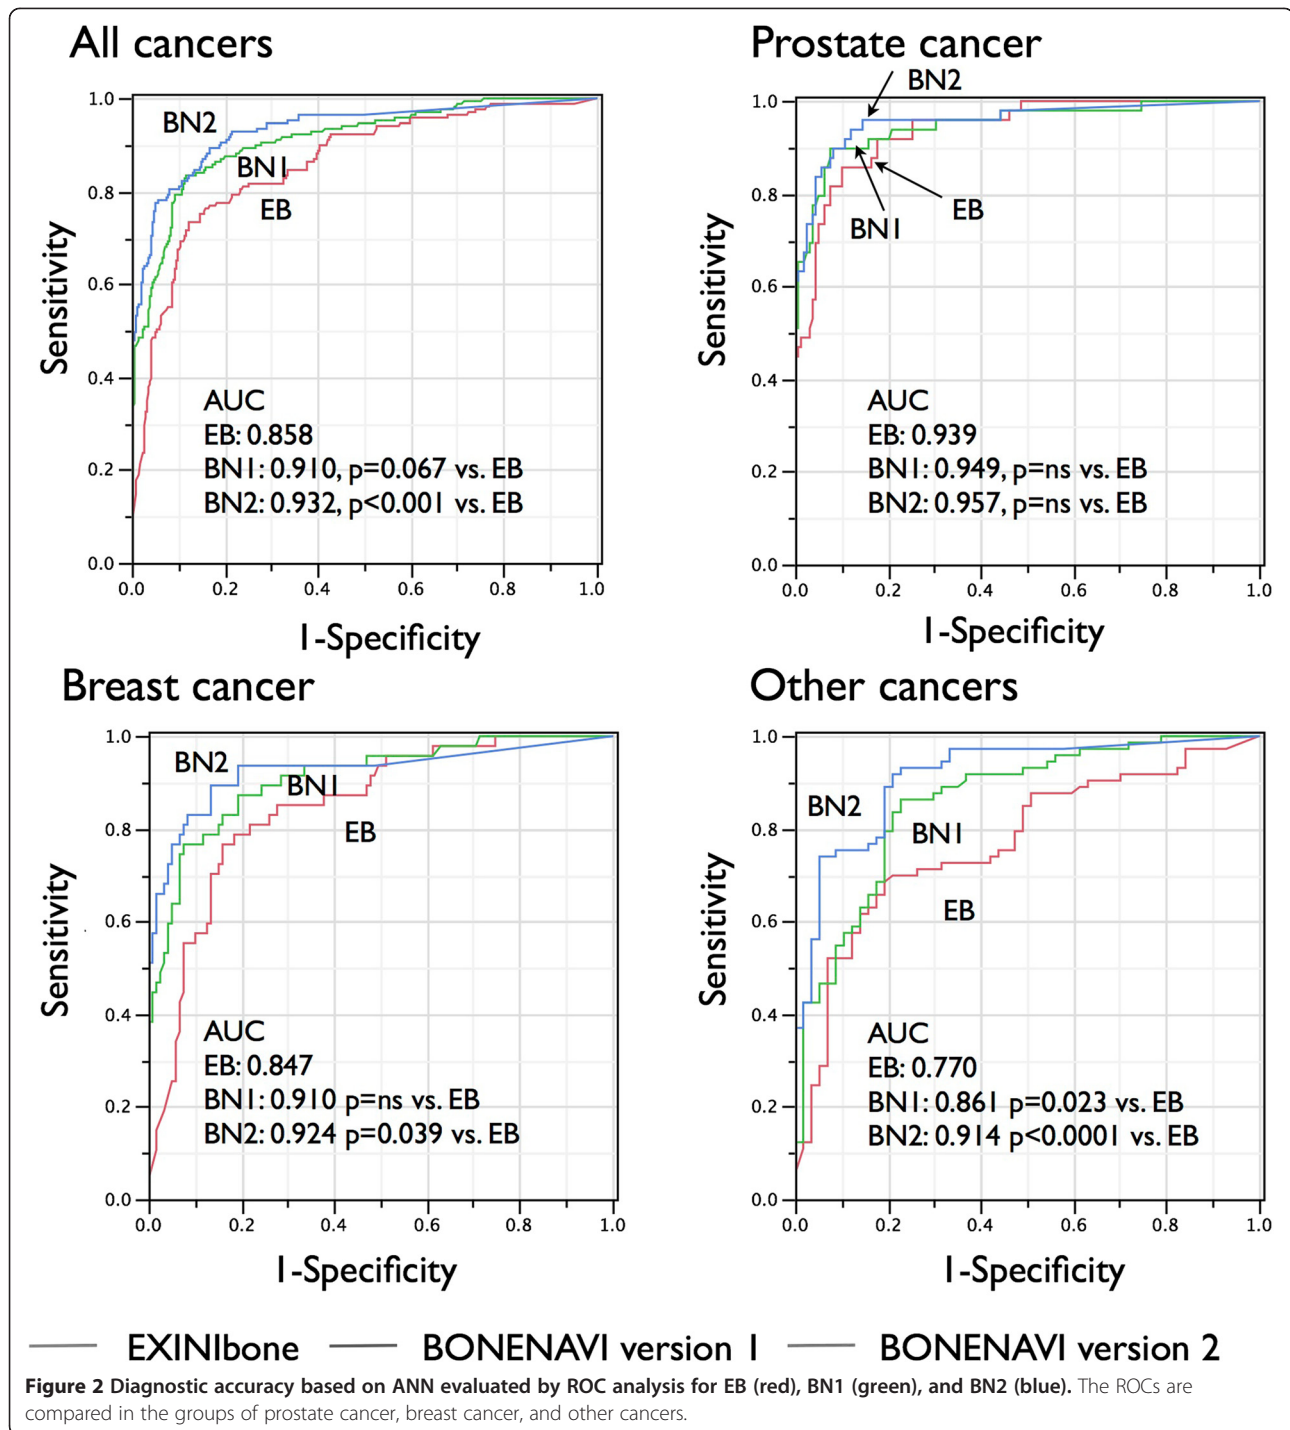 All cancers
1.0
0.8
0.6
0.4
0.2
0.0
Sensitivity
BN2
BN1
EB
AUC
EB: 0.858
BN1: 0.910, p=0.067 vs. EB
BN2: 0.932, p<0.001 vs. EB
0.0 0.2 0.4 0.6 0.8 1.0
1-Specificity
Prostate cancer
1.0
0.8
0.6
0.4
0.2
0.0
Sensitivity
BN2
BN1
EB
AUC
EB: 0.939
BN1: 0.949, p=ns vs. EB
BN2: 0.957, p=ns vs. EB
0.0 0.2 0.4 0.6 0.8 1.0
1-Specificity
Breast cancer
1.0
0.8
0.6
0.4
0.2
0.0
Sensitivity
BN2
BN1
EB
AUC
EB: 0.847
BN1: 0.910 p=ns vs. EB
BN2: 0.924 p=0.039 vs. EB
0.0 0.2 0.4 0.6 0.8 1.0
1-Specificity
Other cancers
1.0
0.8
0.6
0.4
0.2
0.0
Sensitivity
BN2
BN1
EB
AUC
EB: 0.770
BN1: 0.861 p=0.023 vs. EB
BN2: 0.914 p<0.0001 vs. EB
0.0 0.2 0.4 0.6 0.8 1.0
1-Specificity
EXINIbone BONENAVI version 1 BONENAVI version 2
Figure 2 Diagnostic accuracy based on ANN evaluated by ROC analysis for EB (red), BN1 (green), and BN2 (blue). The ROCs are
compared in the groups of prostate cancer, breast cancer, and other cancers.